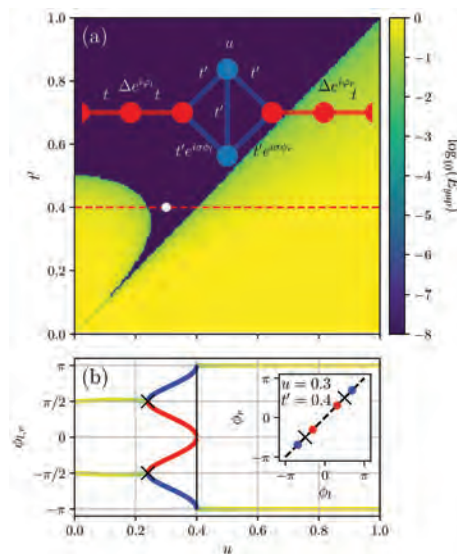 (a)
u
Δe^{iφ_l}
t' t'
Δe^{iφ_r}
t t
t'
t
t'e^{iσϕ_l} t'e^{iσϕ_r}
t'
1.0
0.8
0.6
0.4
0.2
0.0
0
−1
−2
−3
−4
−5
−6
−7
−8
log₁₀(E_{gap})
(b)
ϕ_{l,r}
π
π/2
0
−π/2
−π
u = 0.3
t' = 0.4
ϕ_r
π
0
−π
−π 0 π
ϕ_l
0.0 0.2 0.4 0.6 0.8 1.0
u